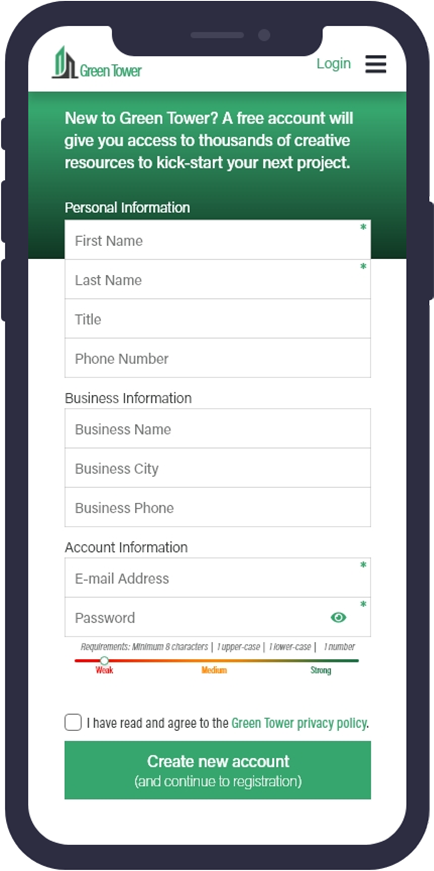 Green Tower
Login
New to Green Tower? A free account will
give you access to thousands of creative
resources to kick-start your next project.
Personal Information
First Name *
Last Name *
Title
Phone Number
Business Information
Business Name
Business City
Business Phone
Account Information
E-mail Address *
Password *
Requirements: Minimum 8 characters | 1 upper-case | 1 lower-case | 1 number
Weak Medium Strong
I have read and agree to the Green Tower privacy policy.
Create new account
(and continue to registration)